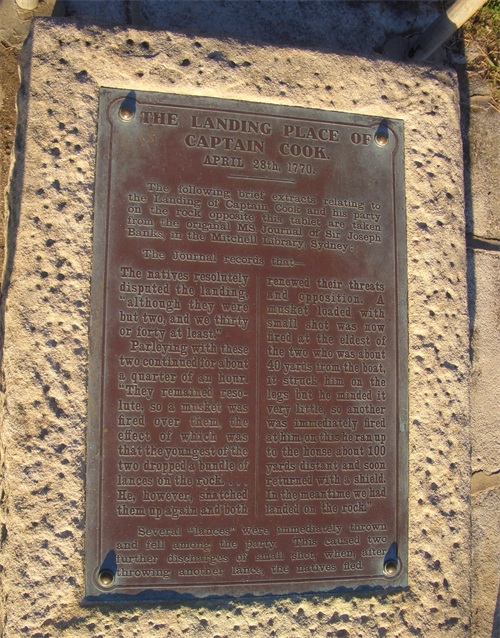 THE LANDING PLACE OF
CAPTAIN COOK.
APRIL 28th. 1770.
The following brief extracts relating to
the Landing of Captain Cook and his party
on the rock opposite this tablet are taken
from the original MS. Journal of Sir Joseph
Banks, in the Mitchell Library, Sydney:
The Journal records that—
The natives resolutely
disputed the landing,
"although they were
but two, and we thirty
or forty at least."
Parleying with these
two continued for about
a quarter of an hour.
"They remained reso-
lute, so a musket was
fired over them, the
effect of which was
that the youngest of the
two dropped a bundle of
lances on the rock. . . .
He, however, snatched
them up again and both
renewed their threats
and opposition. A
musket loaded with
small shot was now
fired at the eldest of
the two who was about
40 yards from the boat,
it struck him on the
legs but he minded it
very little, so another
was immediately fired
at him on this, he ran up
to the house about 100
yards distant and soon
returned with a shield.
In the meantime we had
landed on the rock."
Several "lances" were immediately thrown
and fell among the party. This caused two
further discharges of small shot, when, after
throwing another lance, the natives fled.